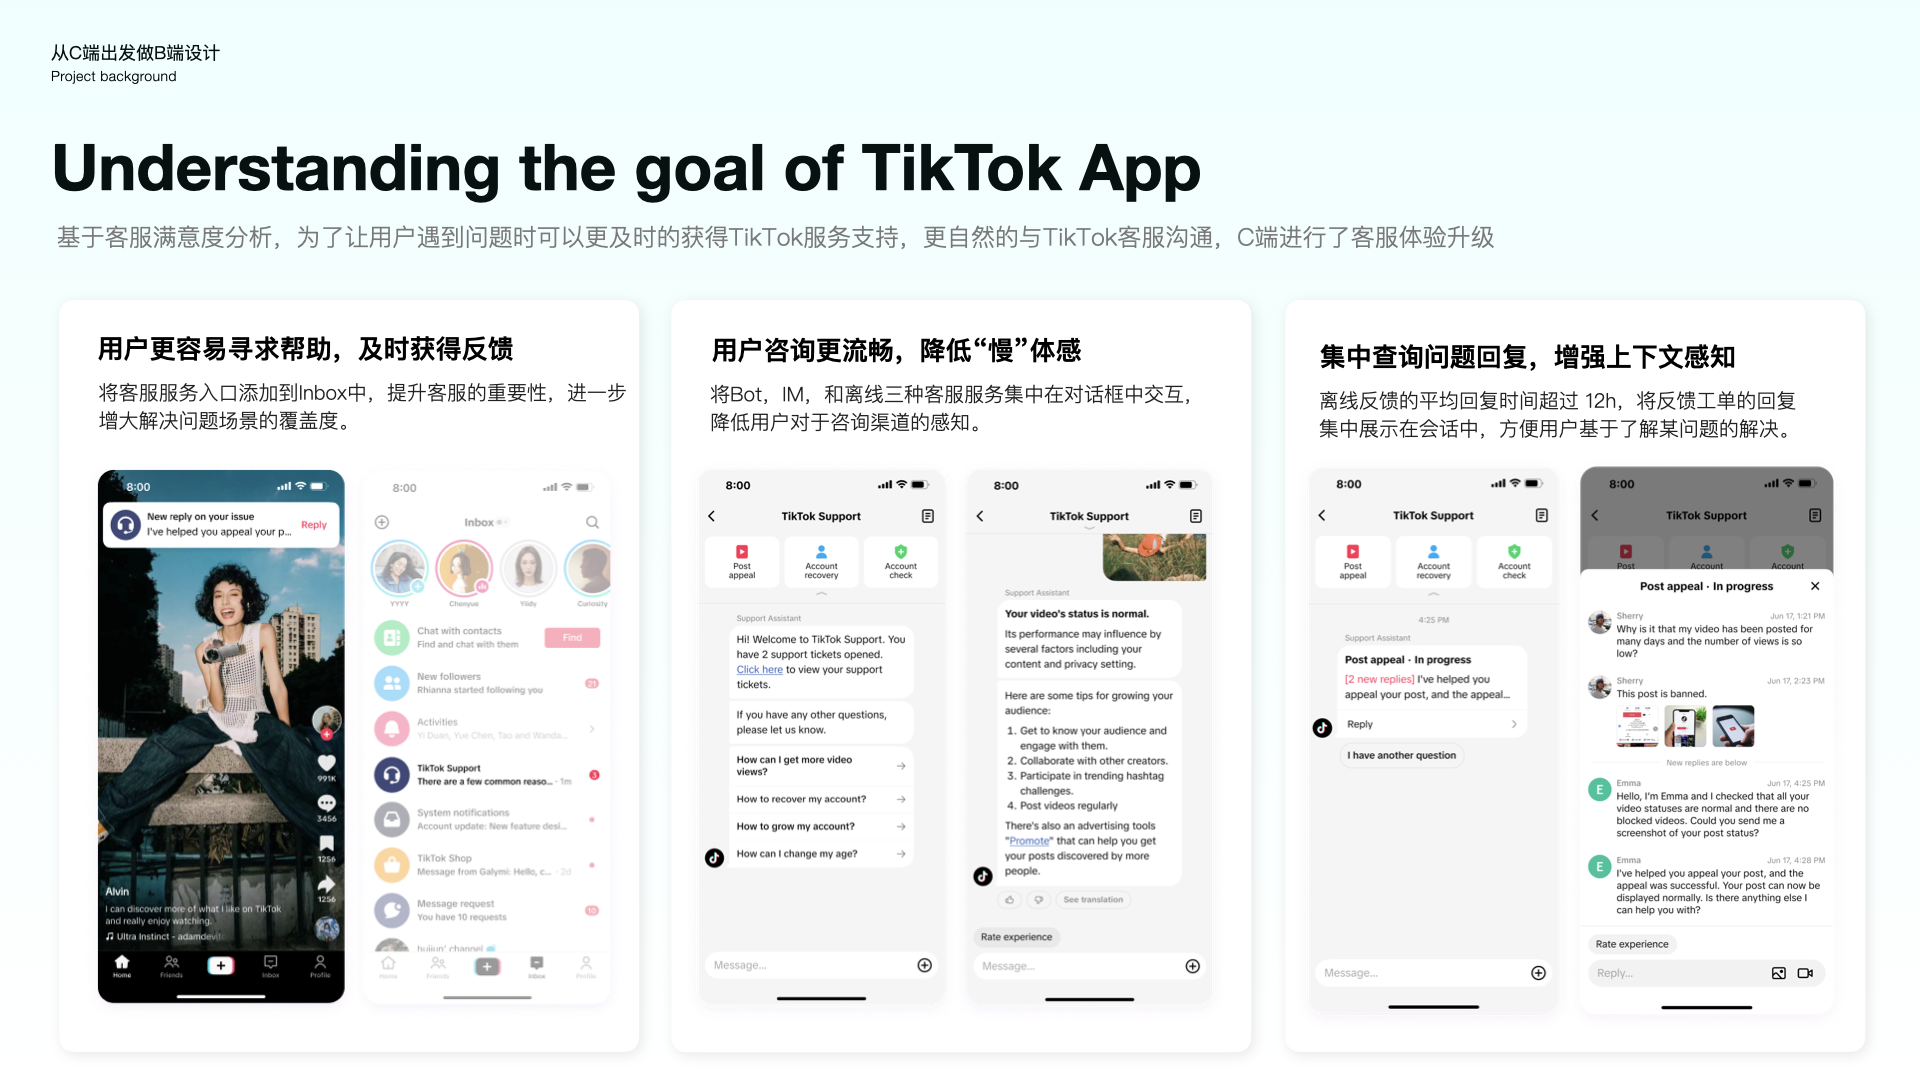 从C端出发做B端设计
Project background
Understanding the goal of TikTok App
基于客服满意度分析，为了让用户遇到问题时可以更及时的获得TikTok服务支持，更自然的与TikTok客服沟通，C端进行了客服体验升级
用户更容易寻求帮助，及时获得反馈
将客服服务入口添加到Inbox中，提升客服的重要性，进一步
增大解决问题场景的覆盖度。
8:00
New reply on your issue
I've helped you appeal your p...
Reply
991K
3456
1256
1256
Alvin
I can discover more of what I like on TikTok
and really enjoy watching.
Ultra Instinct - adamdevit
Home
Friends
Inbox
Profile
8:00
Inbox
YYYY
Chenyue
Yiidy
Curiosity
Chat with contacts
Find and chat with them
Find
New followers
Rhianna started following you
21
Activities
Yi Duan, Yue Chen, Tao and Wanda...
TikTok Support
There are a few common reaso... · 1m
3
System notifications
Account update: New feature desi...
TikTok Shop
Message from Galymi: Hello, c... · 2d
Message request
You have 10 requests
10
huijun' channel
Home
Friends
Inbox
Profile
用户咨询更流畅，降低“慢”体感
将Bot，IM，和离线三种客服服务集中在对话框中交互，
降低用户对于咨询渠道的感知。
8:00
TikTok Support
Post
appeal
Account
recovery
Account
check
Support Assistant
Hi! Welcome to TikTok Support. You
have 2 support tickets opened.
Click here to view your support
tickets.
If you have any other questions,
please let us know.
How can I get more video
views?
How to recover my account?
How to grow my account?
How can I change my age?
Message...
8:00
TikTok Support
Support Assistant
Your video's status is normal.
Its performance may influence by
several factors including your
content and privacy setting.
Here are some tips for growing your
audience:
1. Get to know your audience and
engage with them.
2. Collaborate with other creators.
3. Participate in trending hashtag
challenges.
4. Post videos regularly
There's also an advertising tools
"Promote" that can help you get
your posts discovered by more
people.
See translation
Rate experience
Message...
集中查询问题回复，增强上下文感知
离线反馈的平均回复时间超过 12h，将反馈工单的回复
集中展示在会话中，方便用户基于了解某问题的解决。
8:00
TikTok Support
Post
appeal
Account
recovery
Account
check
4:25 PM
Support Assistant
Post appeal · In progress
[2 new replies] I've helped you
appeal your post, and the appeal...
Reply
I have another question
Message...
8:00
TikTok Support
Post
Account
Account
Post appeal · In progress
Sherry
Jun 17, 1:21 PM
Why is it that my video has been posted for
many days and the number of views is so
low?
Sherry
Jun 17, 2:23 PM
This post is banned.
New replies are below
E
Emma
Jun 17, 4:25 PM
Hello, I'm Emma and I checked that all your
video statuses are normal and there are no
blocked videos. Could you send me a
screenshot of your post status?
E
Emma
Jun 17, 4:28 PM
I've helped you appeal your post, and the
appeal was successful. Your post can now be
displayed normally. Is there anything else I
can help you with?
Rate experience
Reply...